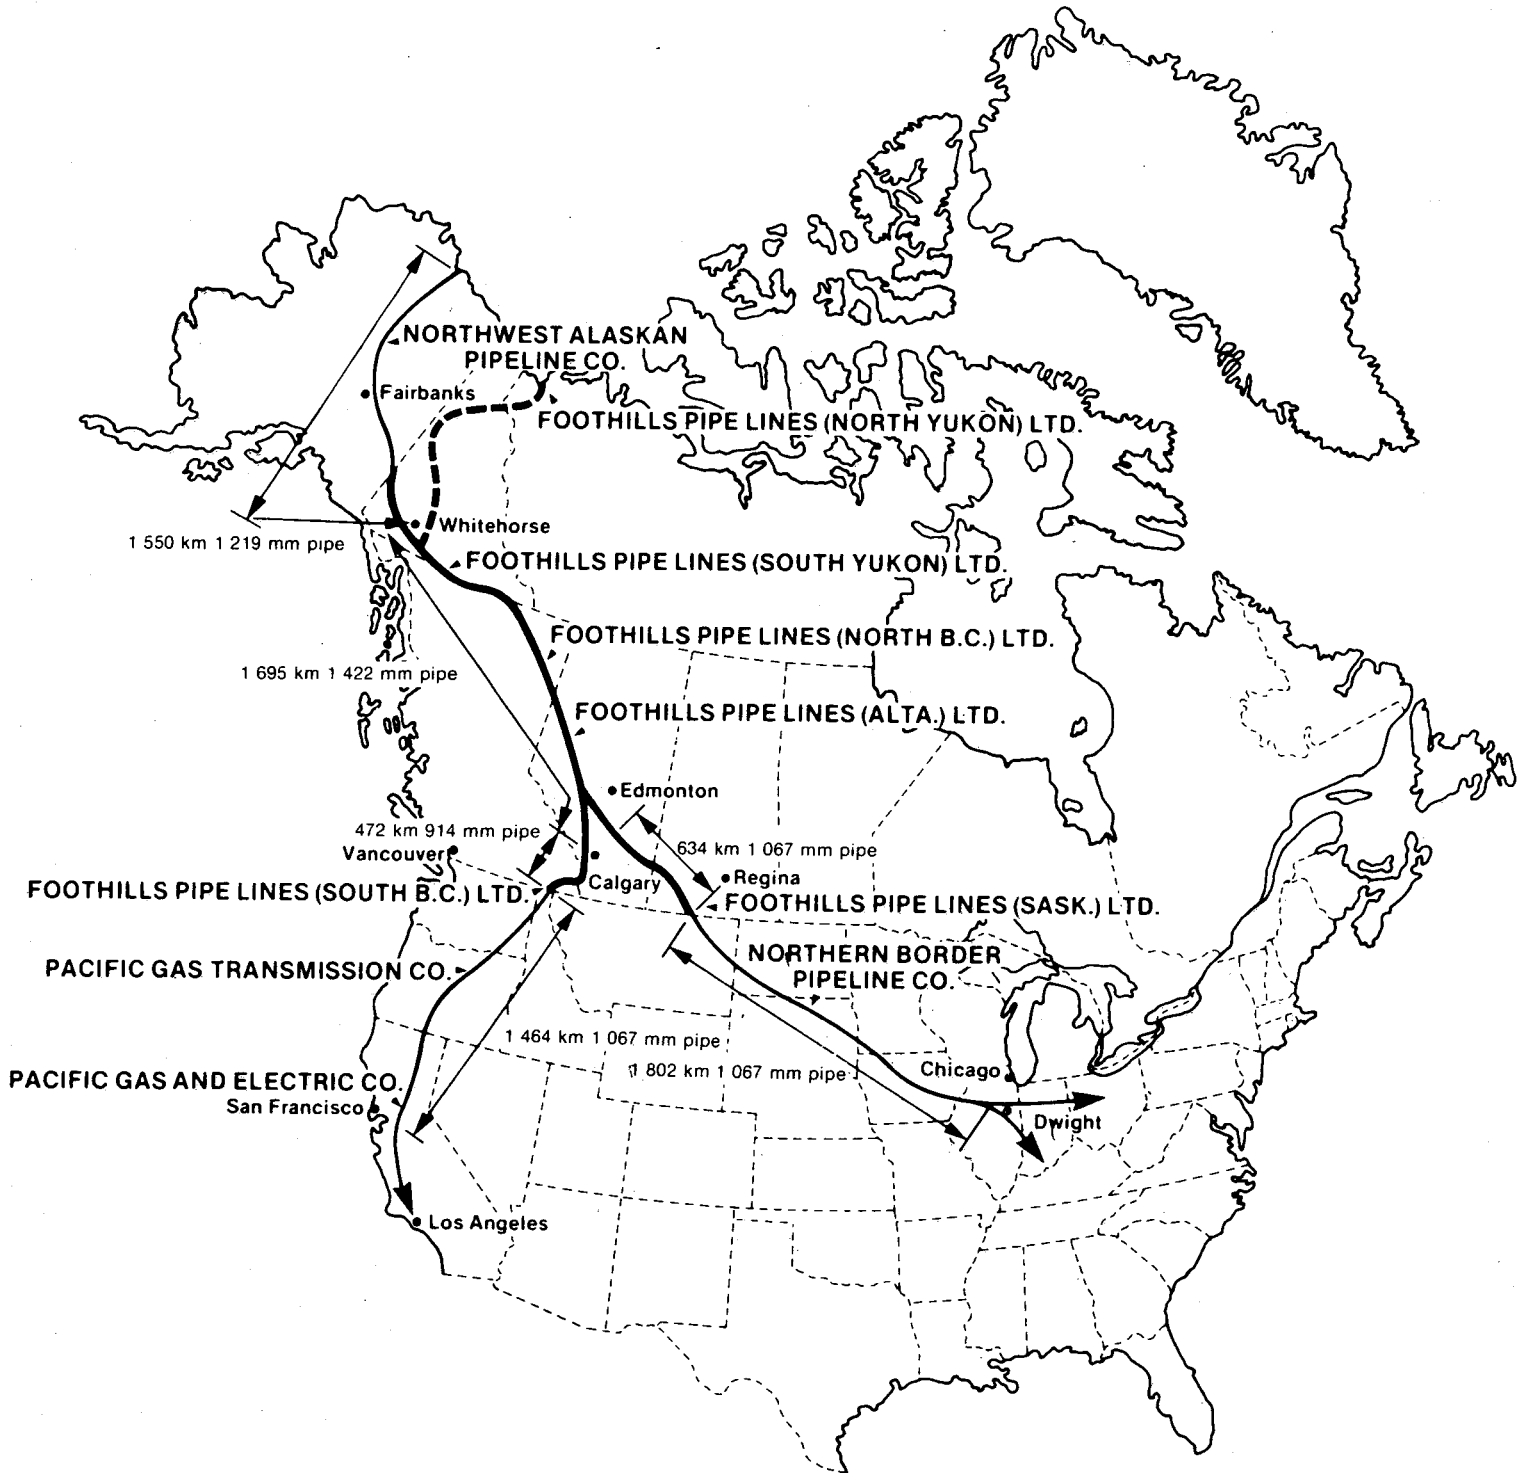 NORTHWEST ALASKAN
PIPELINE CO.
Fairbanks
FOOTHILLS PIPE LINES (NORTH YUKON) LTD.
Whitehorse
1 550 km 1 219 mm pipe
FOOTHILLS PIPE LINES (SOUTH YUKON) LTD.
FOOTHILLS PIPE LINES (NORTH B.C.) LTD.
1 695 km 1 422 mm pipe
FOOTHILLS PIPE LINES (ALTA.) LTD.
Edmonton
472 km 914 mm pipe
Vancouver
634 km 1 067 mm pipe
Calgary
Regina
FOOTHILLS PIPE LINES (SOUTH B.C.) LTD.
FOOTHILLS PIPE LINES (SASK.) LTD.
PACIFIC GAS TRANSMISSION CO.
NORTHERN BORDER
PIPELINE CO.
1 464 km 1 067 mm pipe
1 802 km 1 067 mm pipe
Chicago
PACIFIC GAS AND ELECTRIC CO.
San Francisco
Dwight
Los Angeles